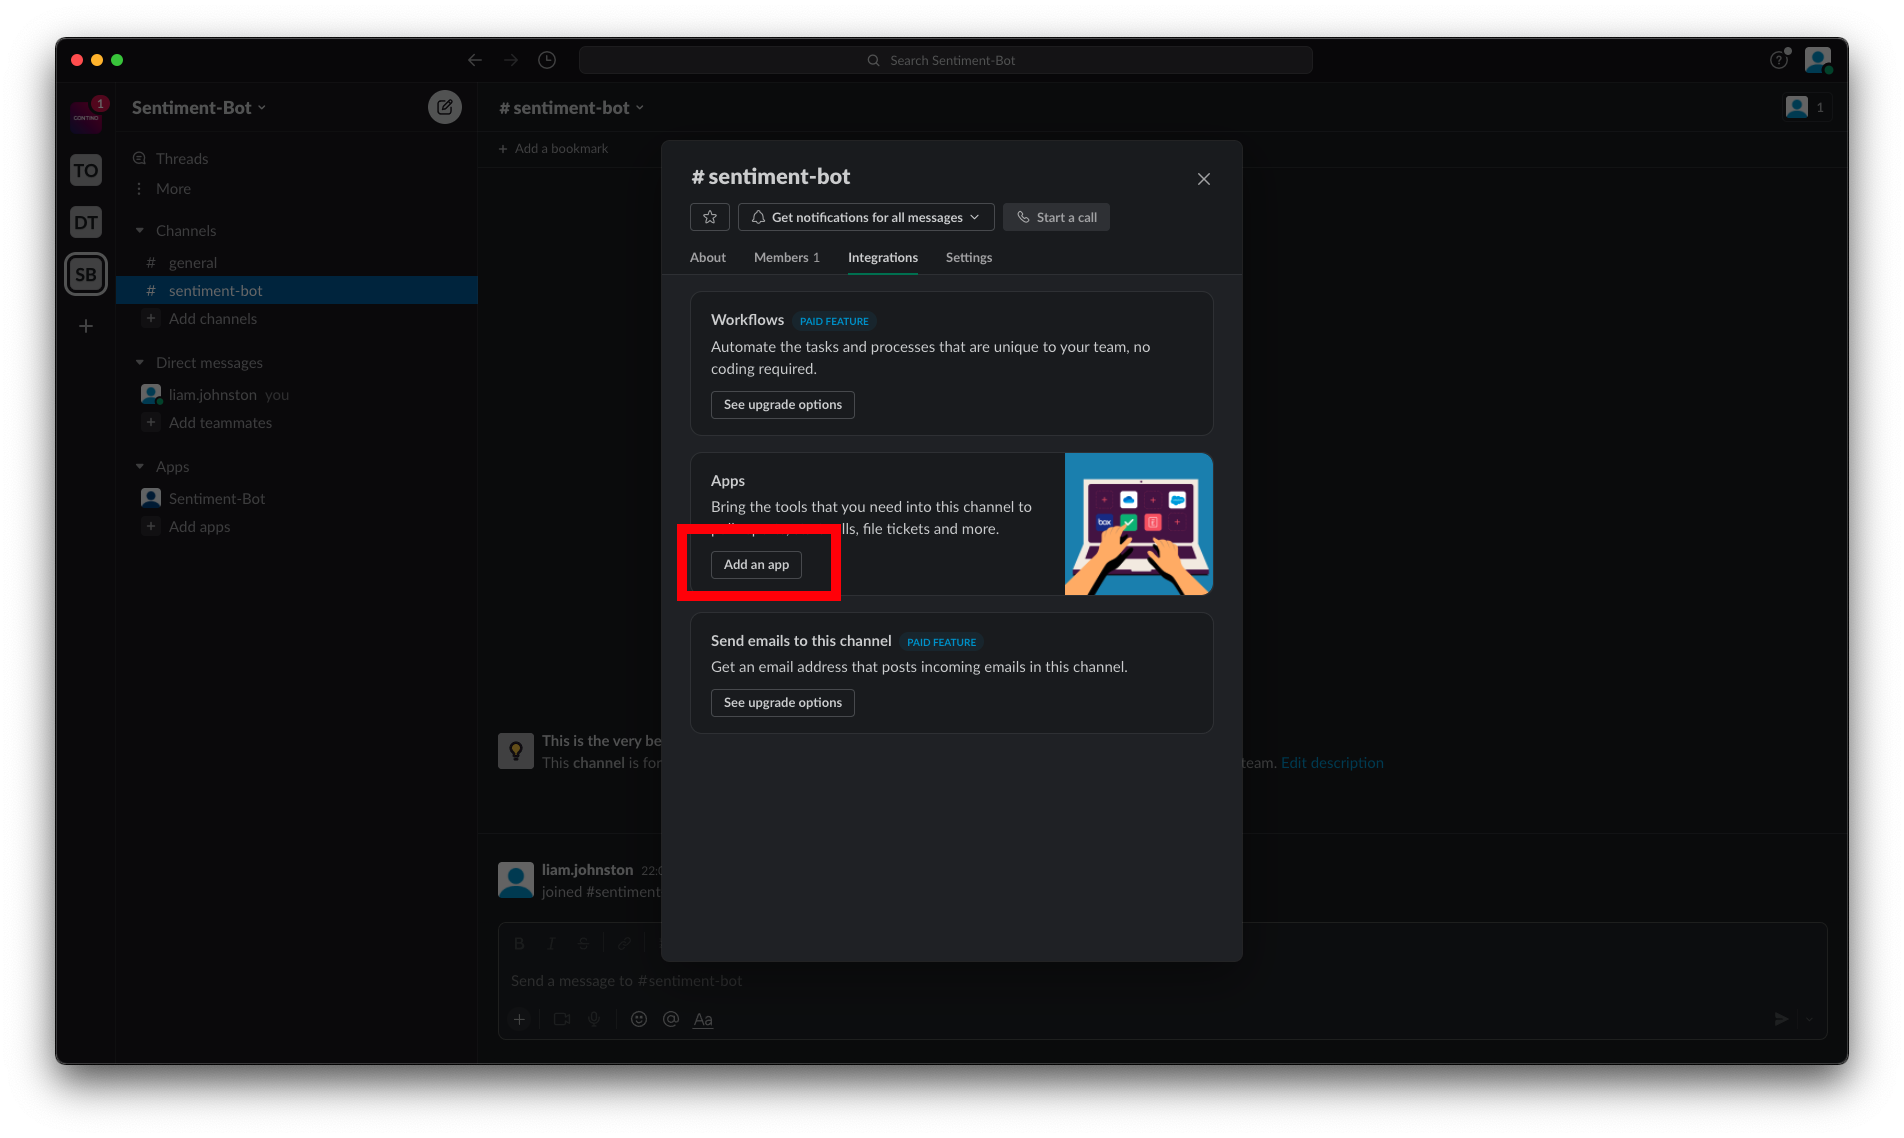 Search Sentiment-Bot
1
CONTINO
TO
DT
SB
Sentiment-Bot
Threads
More
Channels
# general
# sentiment-bot
+ Add channels
Direct messages
liam.johnston you
+ Add teammates
Apps
Sentiment-Bot
+ Add apps
# sentiment-bot
1
+ Add a bookmark
# sentiment-bot
Get notifications for all messages
Start a call
About Members 1 Integrations Settings
Workflows PAID FEATURE
Automate the tasks and processes that are unique to your team, no
coding required.
See upgrade options
Apps
Bring the tools that you need into this channel to
file tickets and more.
Add an app
box
Send emails to this channel PAID FEATURE
Get an email address that posts incoming emails in this channel.
See upgrade options
This is the very be
This channel is for
team. Edit description
liam.johnston 22:0
joined #sentiment
B I S
Send a message to #sentiment-bot
+ @ Aa